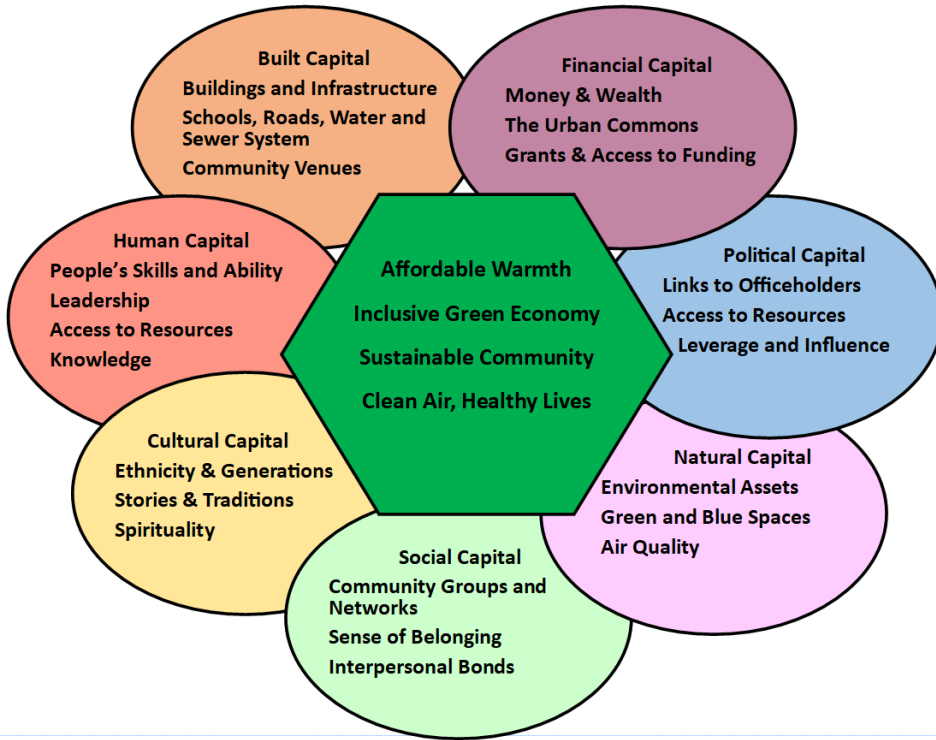 Built Capital
Buildings and Infrastructure
Schools, Roads, Water and
Sewer System
Community Venues
Financial Capital
Money & Wealth
The Urban Commons
Grants & Access to Funding
Human Capital
People’s Skills and Ability
Leadership
Access to Resources
Knowledge
Affordable Warmth
Inclusive Green Economy
Sustainable Community
Clean Air, Healthy Lives
Political Capital
Links to Officeholders
Access to Resources
Leverage and Influence
Cultural Capital
Ethnicity & Generations
Stories & Traditions
Spirituality
Natural Capital
Environmental Assets
Green and Blue Spaces
Air Quality
Social Capital
Community Groups and
Networks
Sense of Belonging
Interpersonal Bonds